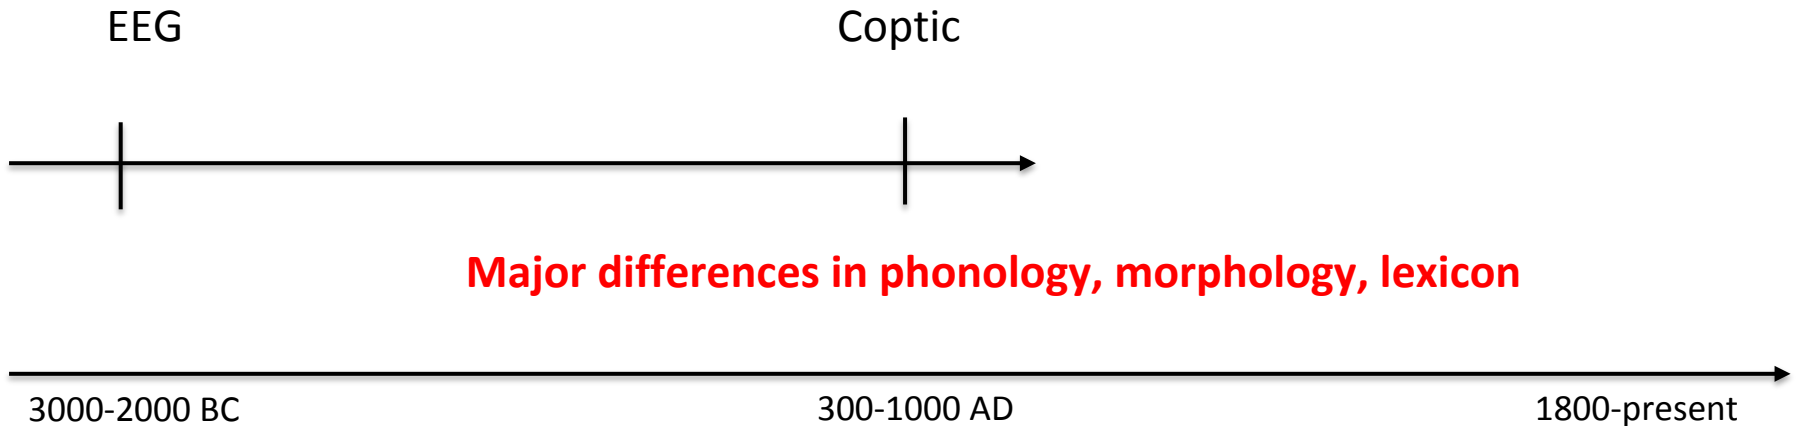 EEG Coptic
Major differences in phonology, morphology, lexicon
3000-2000 BC 300-1000 AD 1800-present